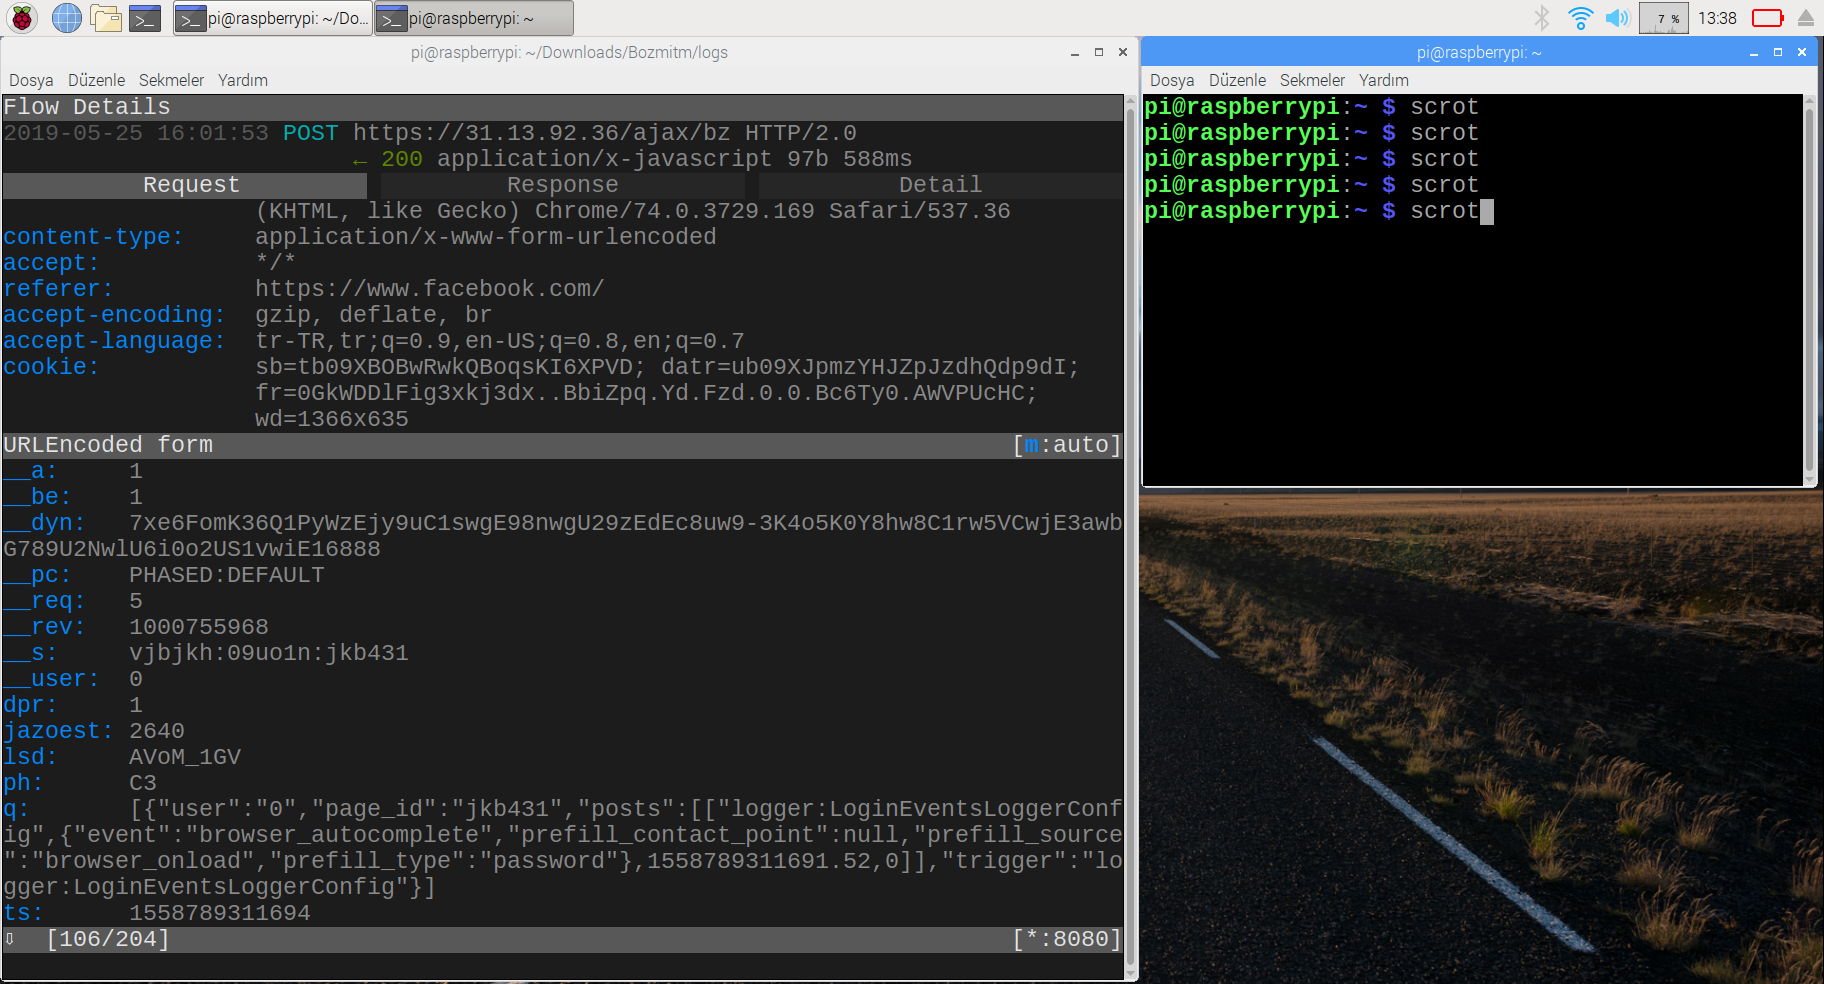 pi@raspberrypi: ~/Do...
pi@raspberrypi: ~
7 %
13:38
pi@raspberrypi: ~/Downloads/Bozmitm/logs
Dosya Düzenle Sekmeler Yardım
Flow Details
2019-05-25 16:01:53 POST https://31.13.92.36/ajax/bz HTTP/2.0
← 200 application/x-javascript 97b 588ms
Request Response Detail
(KHTML, like Gecko) Chrome/74.0.3729.169 Safari/537.36
content-type: application/x-www-form-urlencoded
accept: */*
referer: https://www.facebook.com/
accept-encoding: gzip, deflate, br
accept-language: tr-TR,tr;q=0.9,en-US;q=0.8,en;q=0.7
cookie: sb=tb09XBOBwRwkQBoqsKI6XPVD; datr=ub09XJpmzYHJZpJzdhQdp9dI;
fr=0GkWDDlFig3xkj3dx..BbiZpq.Yd.Fzd.0.0.Bc6Ty0.AWVPUcHC;
wd=1366x635
URLEncoded form [m:auto]
__a: 1
__be: 1
__dyn: 7xe6FomK36Q1PyWzEjy9uC1swgE98nwgU29zEdEc8uw9-3K4o5K0Y8hw8C1rw5VCwjE3awb
G789U2NwlU6i0o2US1vwiE16888
__pc: PHASED:DEFAULT
__req: 5
__rev: 1000755968
__s: vjbjkh:09uo1n:jkb431
__user: 0
dpr: 1
jazoest: 2640
lsd: AVoM_1GV
ph: C3
q: [{"user":"0","page_id":"jkb431","posts":[["logger:LoginEventsLoggerConf
ig",{"event":"browser_autocomplete","prefill_contact_point":null,"prefill_source
":"browser_onload","prefill_type":"password"},1558789311691.52,0]],"trigger":"lo
gger:LoginEventsLoggerConfig"}]
ts: 1558789311694
⇩ [106/204] [*:8080]
pi@raspberrypi: ~
Dosya Düzenle Sekmeler Yardım
pi@raspberrypi:~ $ scrot
pi@raspberrypi:~ $ scrot
pi@raspberrypi:~ $ scrot
pi@raspberrypi:~ $ scrot
pi@raspberrypi:~ $ scrot